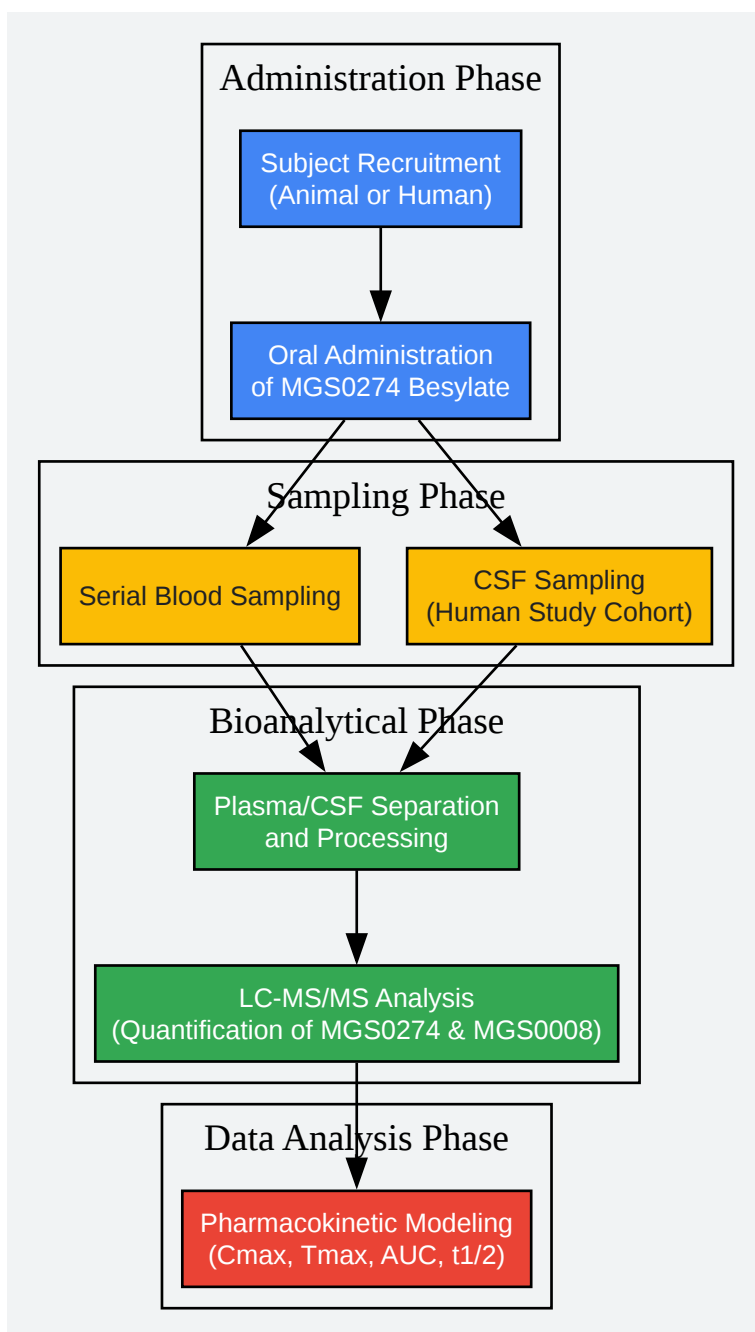 Administration Phase
Subject Recruitment
(Animal or Human)
Oral Administration
of MGS0274 Besylate
Sampling Phase
Serial Blood Sampling
CSF Sampling
(Human Study Cohort)
Bioanalytical Phase
Plasma/CSF Separation
and Processing
LC-MS/MS Analysis
(Quantification of MGS0274 & MGS0008)
Data Analysis Phase
Pharmacokinetic Modeling
(Cmax, Tmax, AUC, t1/2)